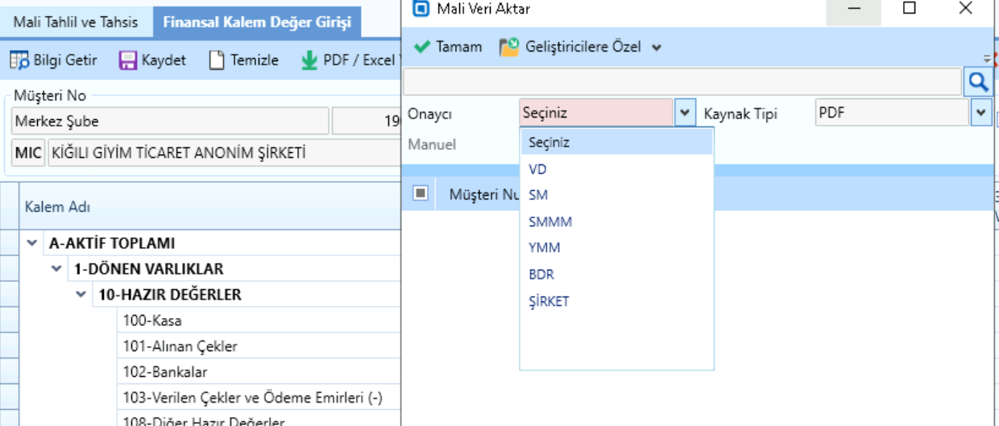 Mali Tahlil ve Tahsis
Finansal Kalem Değer Girişi
Bilgi Getir
Kaydet
Temizle
PDF / Excel
Müşteri No
Merkez Şube
19
MIC
KİĞILI GİYİM TİCARET ANONİM ŞİRKETİ
Kalem Adı
A-AKTİF TOPLAMI
1-DÖNEN VARLIKLAR
10-HAZIR DEĞERLER
100-Kasa
101-Alınan Çekler
102-Bankalar
103-Verilen Çekler ve Ödeme Emirleri (-)
108-Diğer Hazır Değerler
Mali Veri Aktar
Tamam
Geliştiricilere Özel
Onaycı
Seçiniz
Kaynak Tipi
PDF
Manuel
Müşteri Nu
Seçiniz
VD
SM
SMMM
YMM
BDR
ŞİRKET